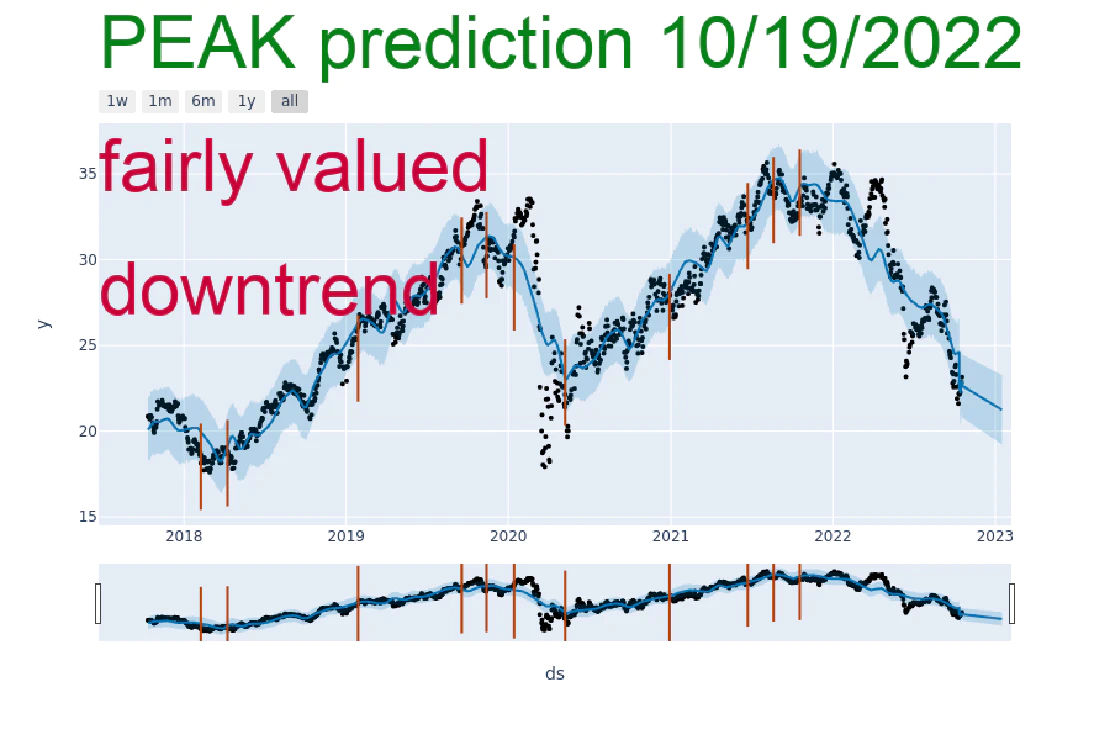 PEAK prediction 10/19/2022
1w 1m 6m 1y all
fairly valued
downtrend
35
30
25
20
15
y
2018 2019 2020 2021 2022 2023
ds